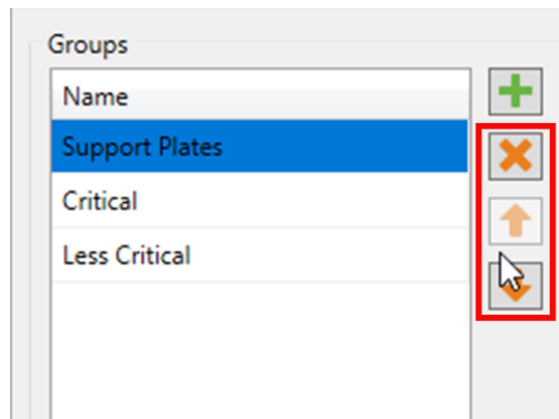 Groups
Name
Support Plates
Critical
Less Critical